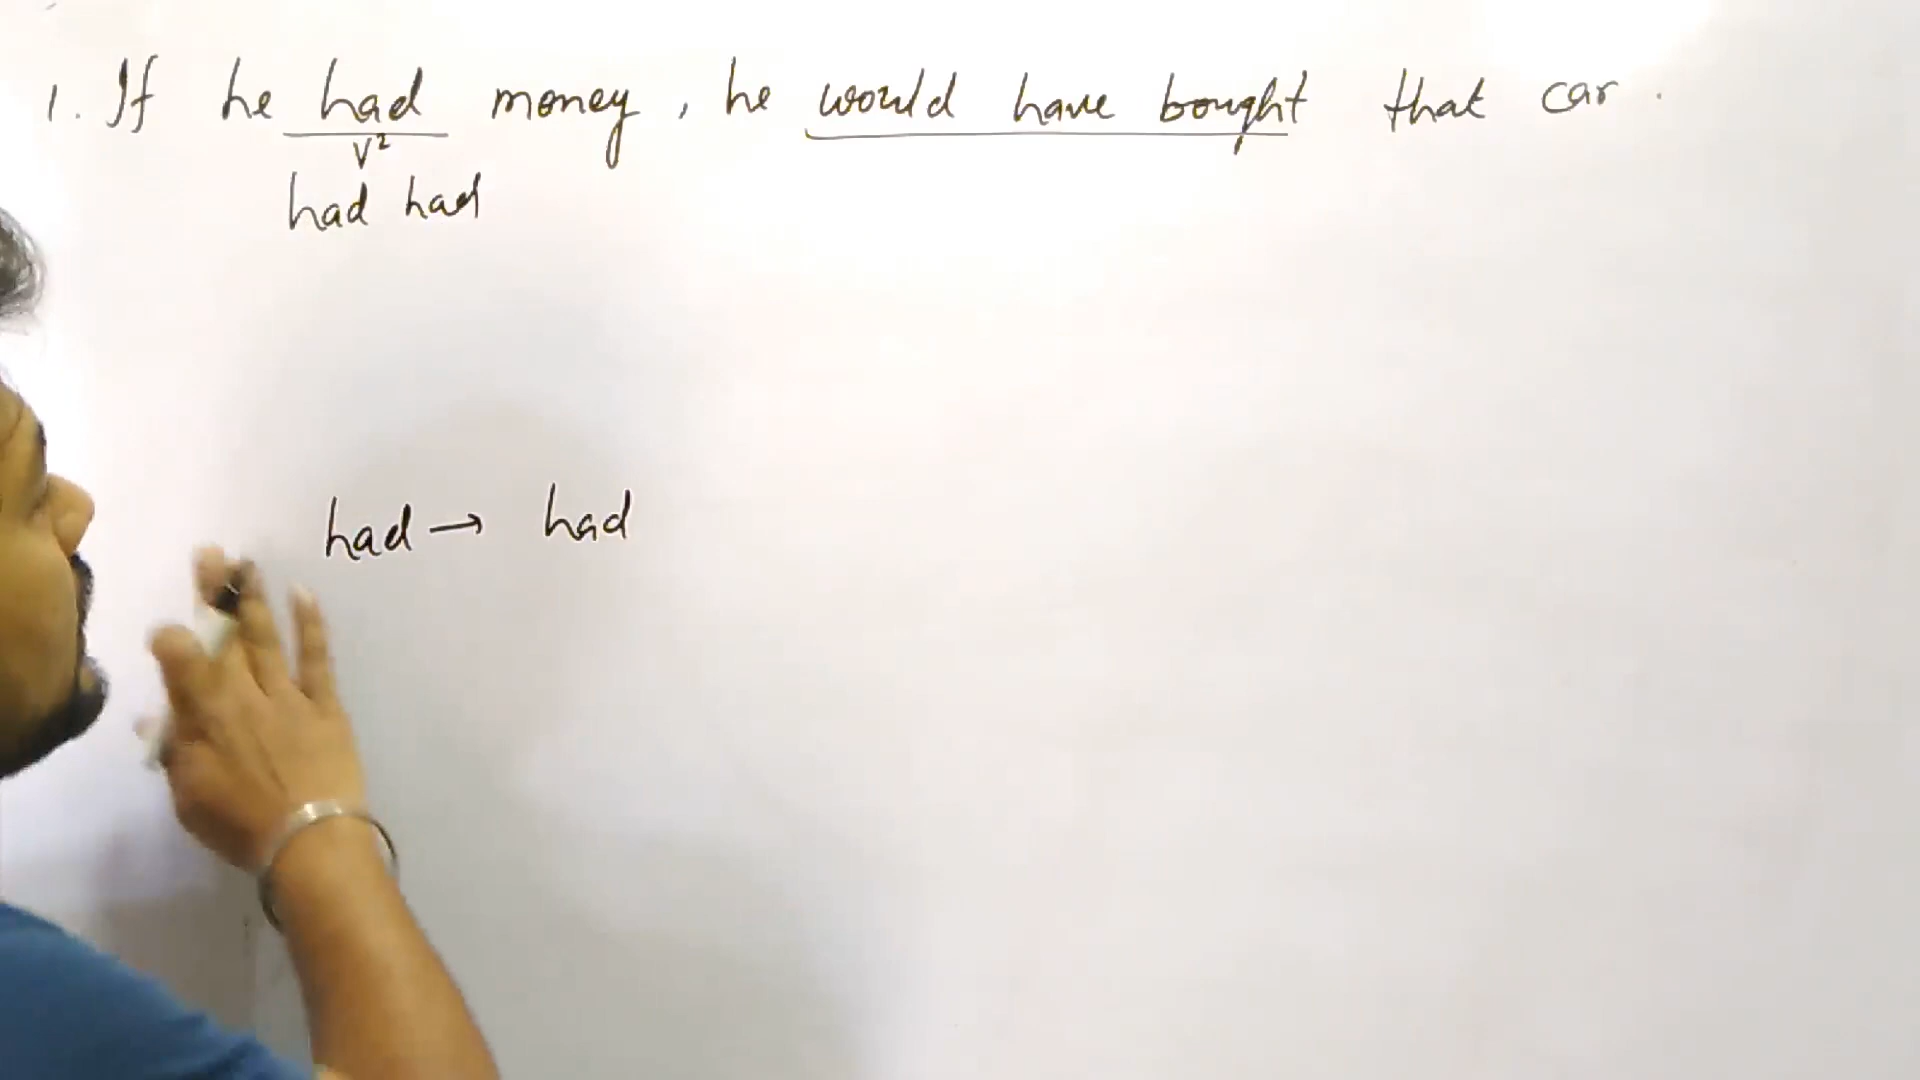 1. If he had money, he would have bought that car.
V²
had had
had → had